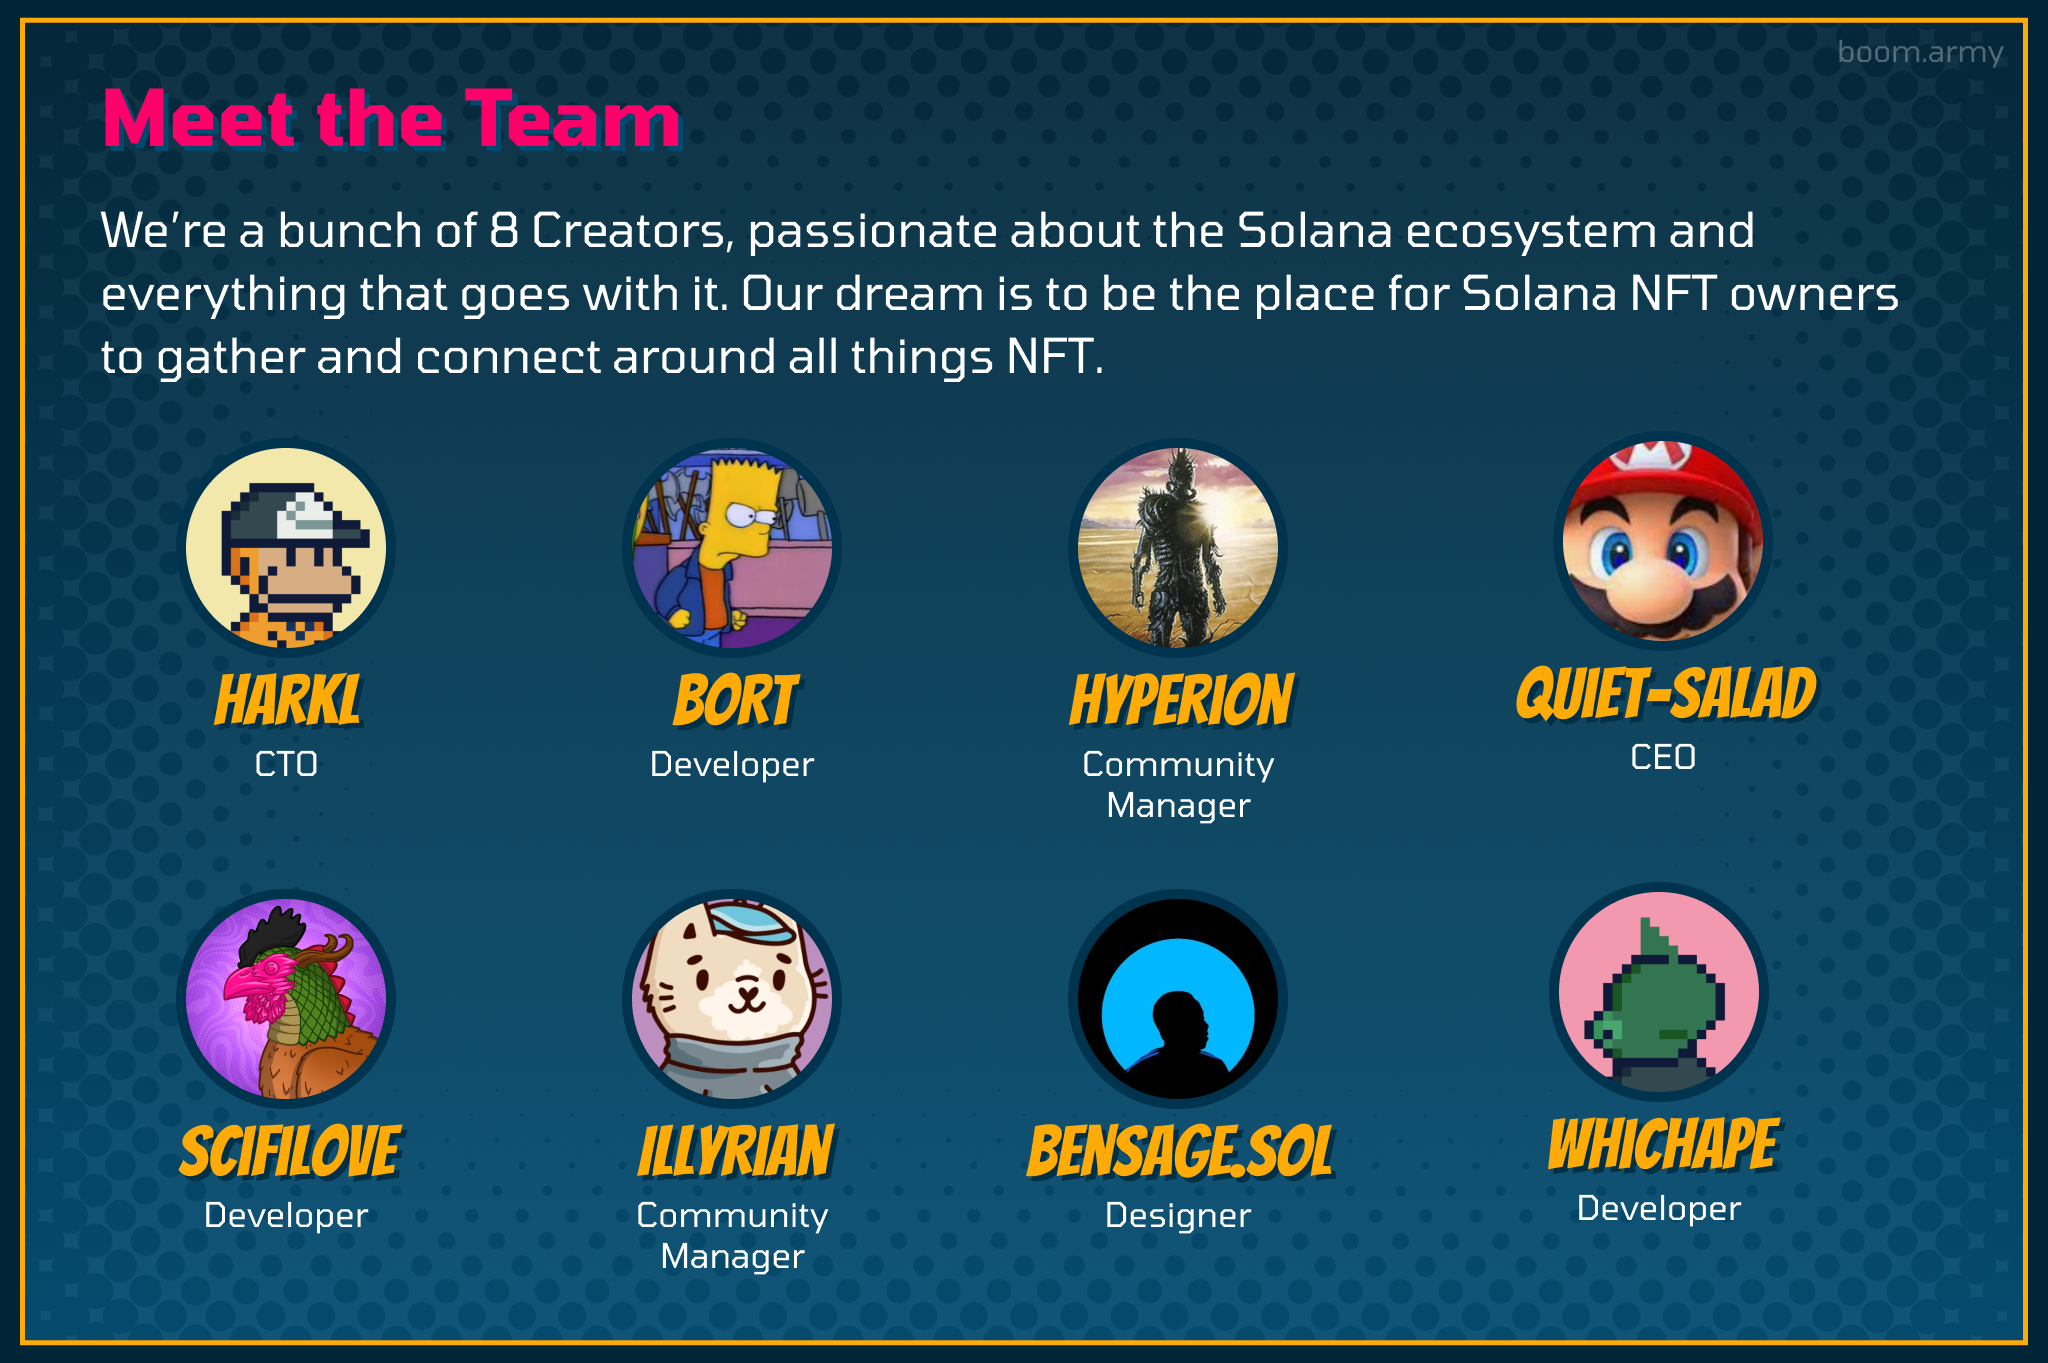 boom.army
Meet the Team
We're a bunch of 8 Creators, passionate about the Solana ecosystem and
everything that goes with it. Our dream is to be the place for Solana NFT owners
to gather and connect around all things NFT.
M
HARKL
CTO
BORT
Developer
HYPERION
Community
Manager
QUIET-SALAD
CEO
SCIFILOVE
Developer
ILLYRIAN
Community
Manager
BENSAGE.SOL
Designer
WHICHAPE
Developer